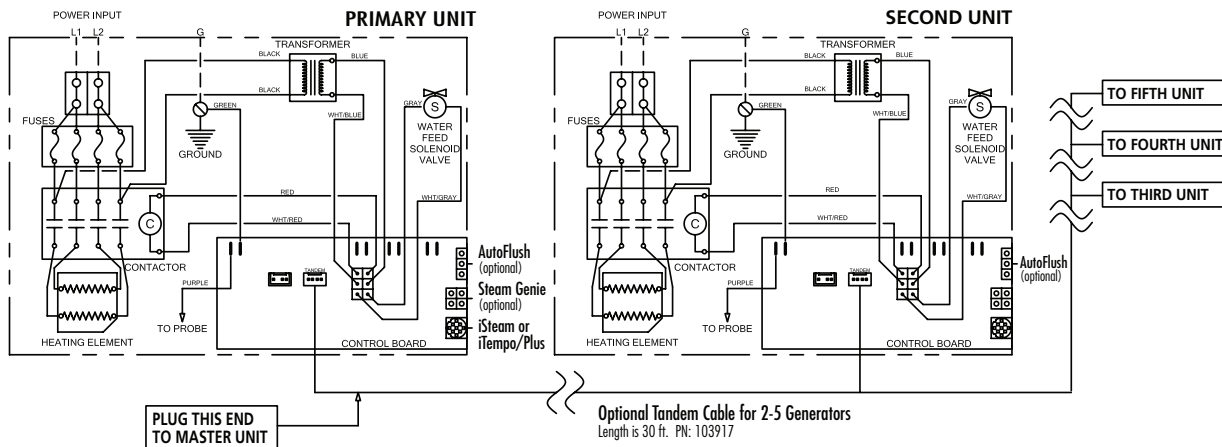 PRIMARY UNIT
POWER INPUT
L1 L2
G
TRANSFORMER
BLACK
BLUE
BLACK
GREEN
GRAY
S
WHT/BLUE
WATER
FEED
SOLENOID
VALVE
FUSES
GROUND
RED
WHT/GRAY
C
WHT/RED
CONTACTOR
AutoFlush
(optional)
TANDEM
Steam Genie
(optional)
PURPLE
TO PROBE
iSteam or
iTempo/Plus
HEATING ELEMENT
CONTROL BOARD
SECOND UNIT
POWER INPUT
L1 L2
G
TRANSFORMER
BLACK
BLUE
BLACK
GREEN
GRAY
S
WHT/BLUE
WATER
FEED
SOLENOID
VALVE
FUSES
GROUND
RED
WHT/GRAY
C
WHT/RED
CONTACTOR
AutoFlush
(optional)
TANDEM
PURPLE
TO PROBE
HEATING ELEMENT
CONTROL BOARD
TO FIFTH UNIT
TO FOURTH UNIT
TO THIRD UNIT
PLUG THIS END
TO MASTER UNIT
Optional Tandem Cable for 2-5 Generators
Length is 30 ft. PN: 103917